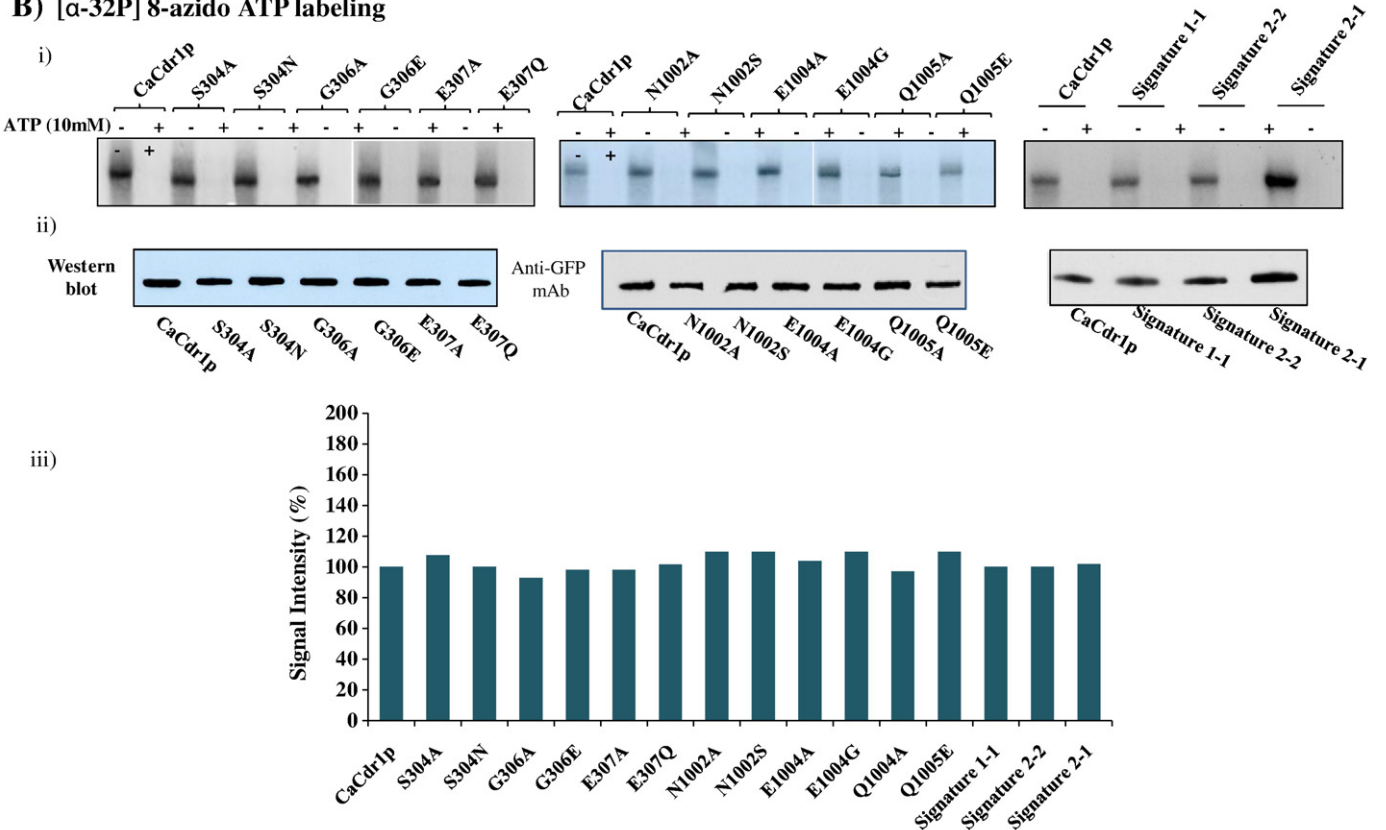 B) [α-32P] 8-azido ATP labeling
i)
CaCdr1p S304A S304N G306A G306E E307A E307Q CaCdr1p N1002A N1002S E1004A E1004G Q1005A Q1005E CaCdr1p Signature 1-1 Signature 2-2 Signature 2-1
ATP (10mM) - + - + - + - + - + - + - + - + - + - + - + - + - - + - + - + - + - + -
- + - +
ii)
Western blot
Anti-GFP mAb
CaCdr1p S304A S304N G306A G306E E307A E307Q CaCdr1p N1002A N1002S E1004A E1004G Q1005A Q1005E CaCdr1p Signature 1-1 Signature 2-2 Signature 2-1
iii)
Signal Intensity (%)
200
180
160
140
120
100
80
60
40
20
0
CaCdr1p S304A S304N G306A G306E E307A E307Q N1002A N1002S E1004A E1004G Q1004A Q1005E Signature 1-1 Signature 2-2 Signature 2-1